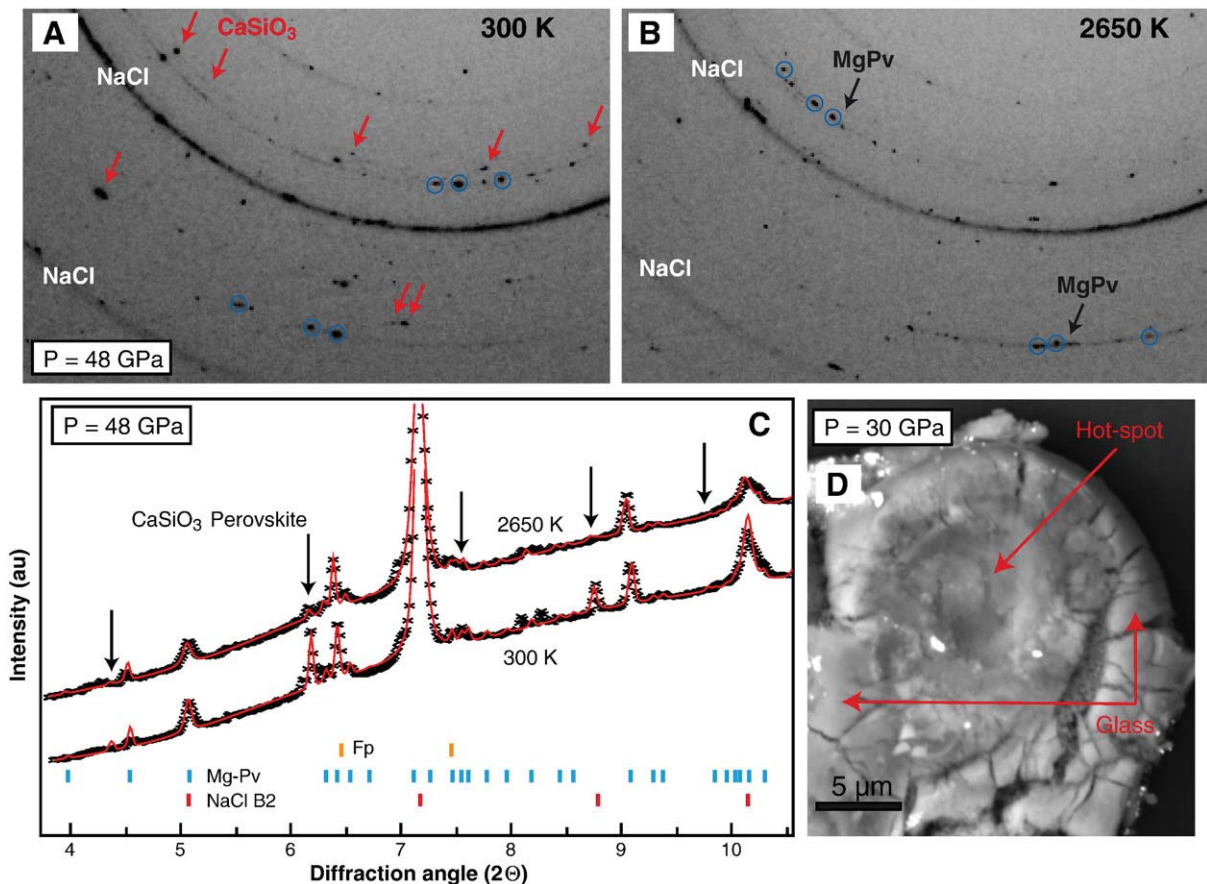 A
CaSiO₃
300 K
NaCl
NaCl
P = 48 GPa
B
2650 K
NaCl
MgPv
NaCl
MgPv
P = 48 GPa
C
CaSiO₃ Perovskite
2650 K
300 K
Fp
Mg-Pv
NaCl B2
Intensity (au)
4 5 6 7 8 9 10
Diffraction angle (2Θ)
P = 30 GPa
D
Hot-spot
Glass
5 μm